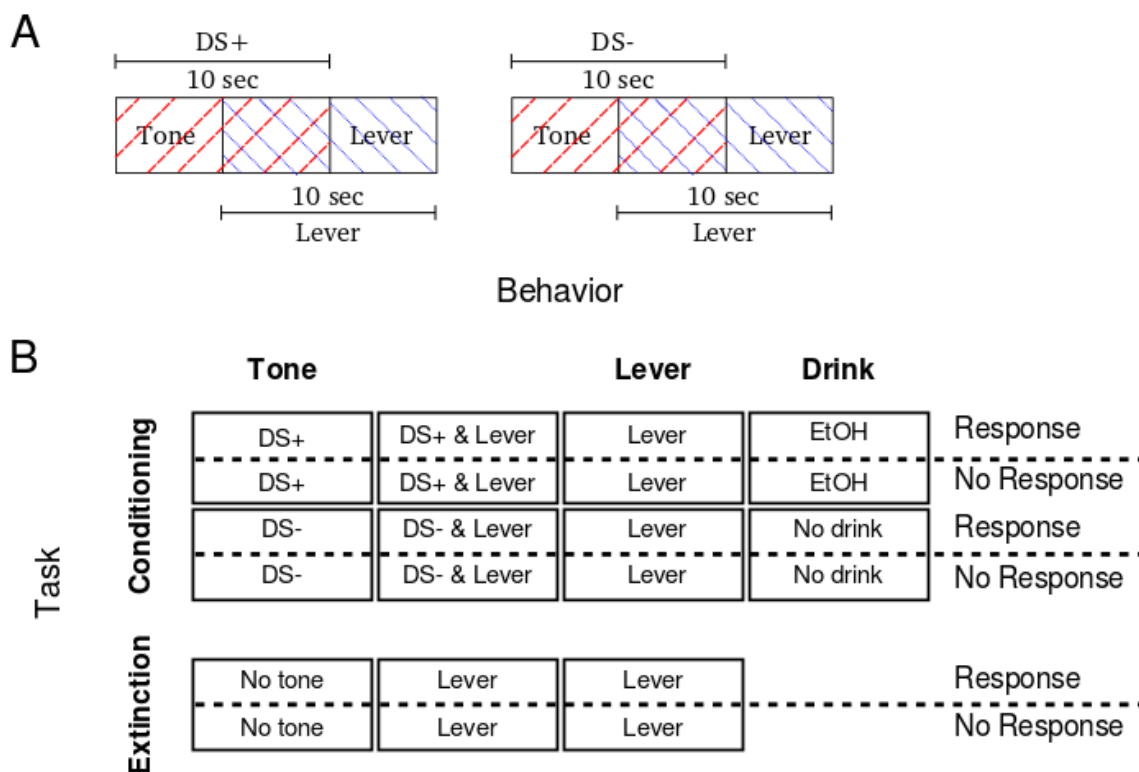 A
DS+ DS-
10 sec 10 sec
Tone Lever Tone Lever
10 sec 10 sec
Lever Lever
Behavior
B
Tone Lever Drink
Task
Conditioning
DS+ DS+ & Lever Lever EtOH Response
DS+ DS+ & Lever Lever EtOH No Response
DS- DS- & Lever Lever No drink Response
DS- DS- & Lever Lever No drink No Response
Extinction
No tone Lever Lever Response
No tone Lever Lever No Response